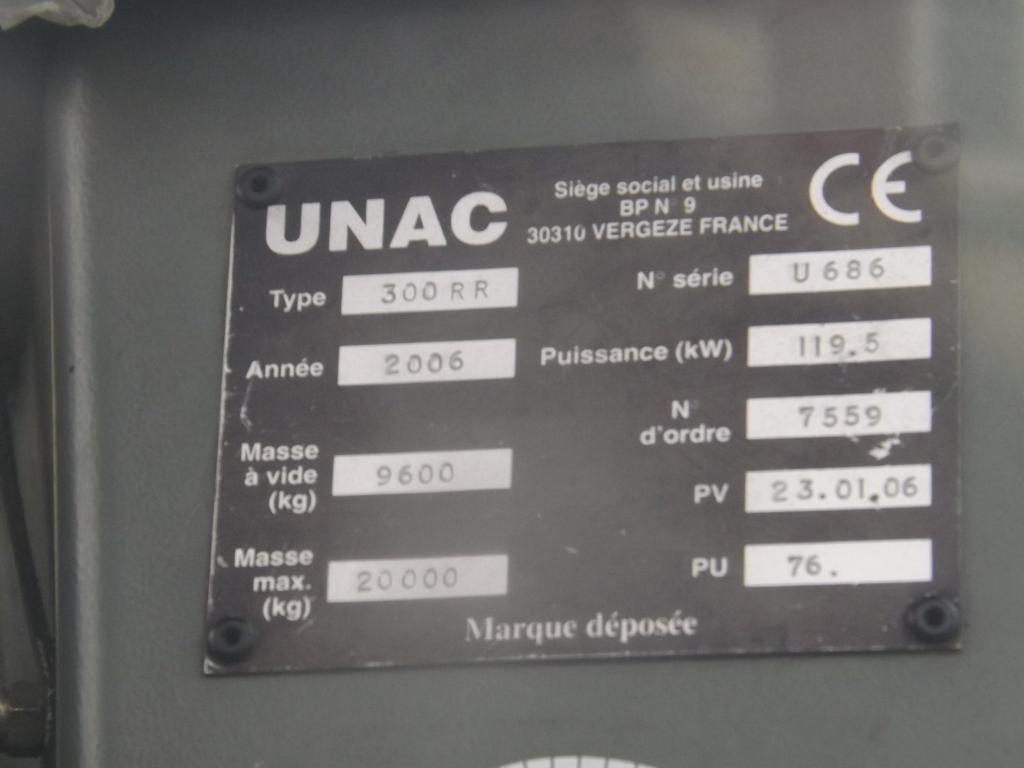 UNAC
Siège social et usine
BP N° 9
30310 VERGEZE FRANCE
CE
Type 300 RR
N° série U 686
Année 2006
Puissance (kW) 119.5
N° d'ordre 7559
Masse à vide (kg) 9600
PV 23.01.06
Masse max. (kg) 20000
PU 76.
Marque déposée